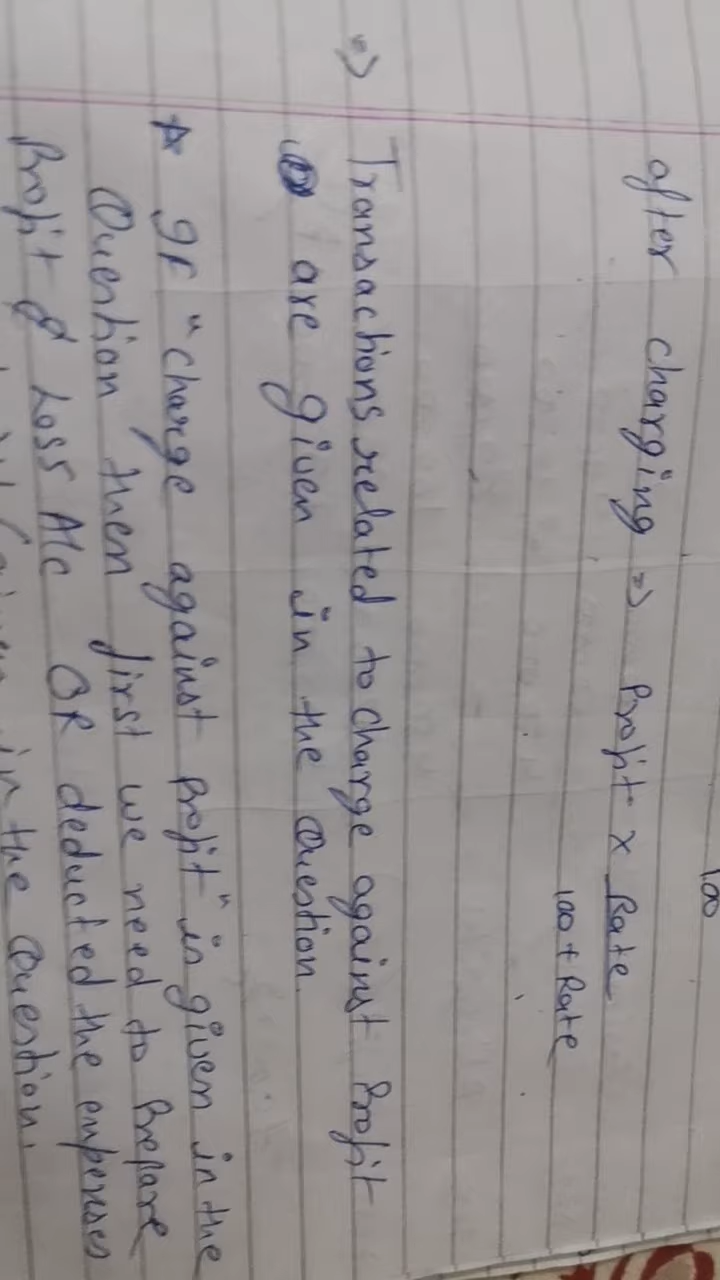 100
after charging => Profit × Rate
100 + Rate
=> Transactions related to charge against Profit
are given in the Question.
☆ If "charge against Profit" is given in the
Question then first we need to Prepare
Profit & Loss A/c OR deducted the expenses
in the Question.